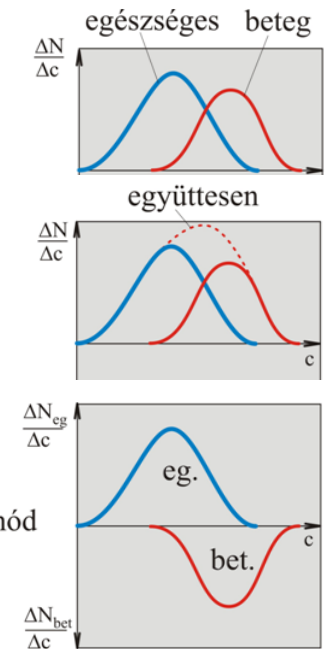 egészséges beteg
ΔN
Δc
együttesen
ΔN
Δc
c
ΔN_eg
Δc
eg.
c
bet.
ΔN_bet
Δc